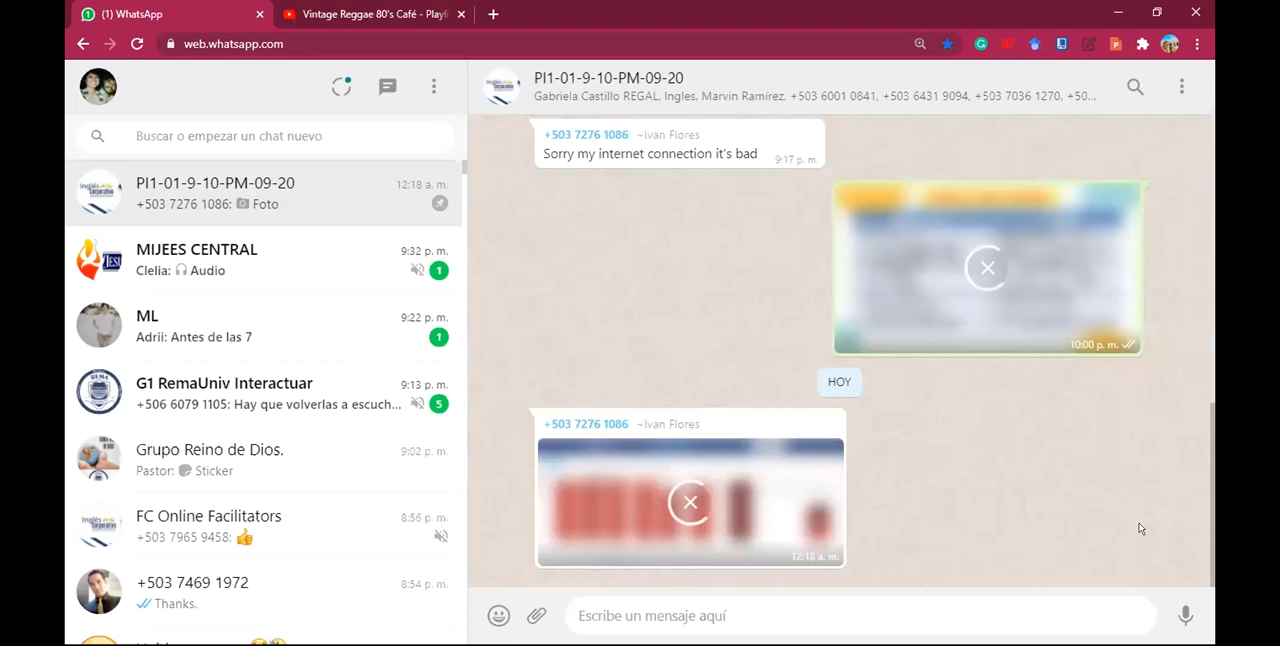 (1) WhatsApp
Vintage Reggae 80's Café - Playli
web.whatsapp.com
PI1-01-9-10-PM-09-20
Gabriela Castillo REGAL, Ingles, Marvin Ramírez, +503 6001 0841, +503 6431 9094, +503 7036 1270, +50...
Buscar o empezar un chat nuevo
PI1-01-9-10-PM-09-20
12:18 a. m.
+503 7276 1086: Foto
MIJEES CENTRAL
9:32 p. m.
Clelia: Audio
1
ML
9:22 p. m.
Adrii: Antes de las 7
1
G1 RemaUniv Interactuar
9:13 p. m.
+506 6079 1105: Hay que volverlas a escuch...
5
Grupo Reino de Dios.
9:02 p. m.
Pastor: Sticker
FC Online Facilitators
8:56 p. m.
+503 7965 9458: 👍
+503 7469 1972
8:54 p. m.
Thanks.
+503 7276 1086 ~Ivan Flores
Sorry my internet connection it's bad
9:17 p. m.
10:00 p. m.
HOY
+503 7276 1086 ~Ivan Flores
12:18 a. m.
Escribe un mensaje aquí